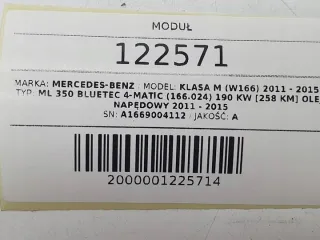 MODUŁ
122571
MARKA: MERCEDES-BENZ MODEL: KLASA M (W166) 2011 - 2015
TYP: ML 350 BLUETEC 4-MATIC (166.024) 190 KW [258 KM] OLEJ
NAPĘDOWY 2011 - 2015
SN: A1669004112 JAKOŚĆ: A
2000001225714